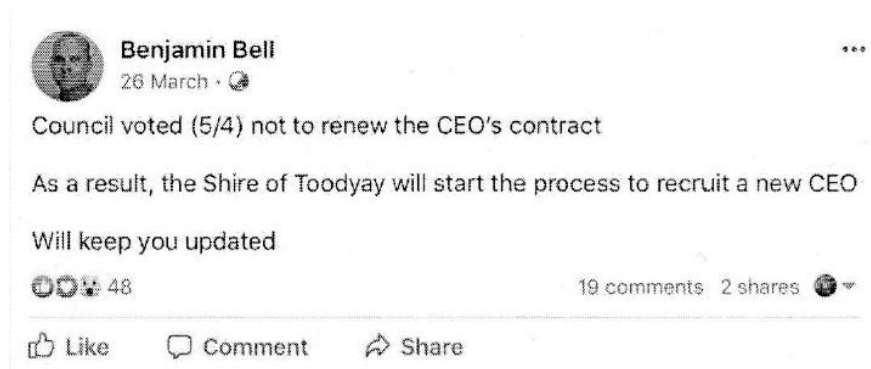 Benjamin Bell
26 March ·
Council voted (5/4) not to renew the CEO's contract
As a result, the Shire of Toodyay will start the process to recruit a new CEO
Will keep you updated
48 19 comments 2 shares
Like Comment Share